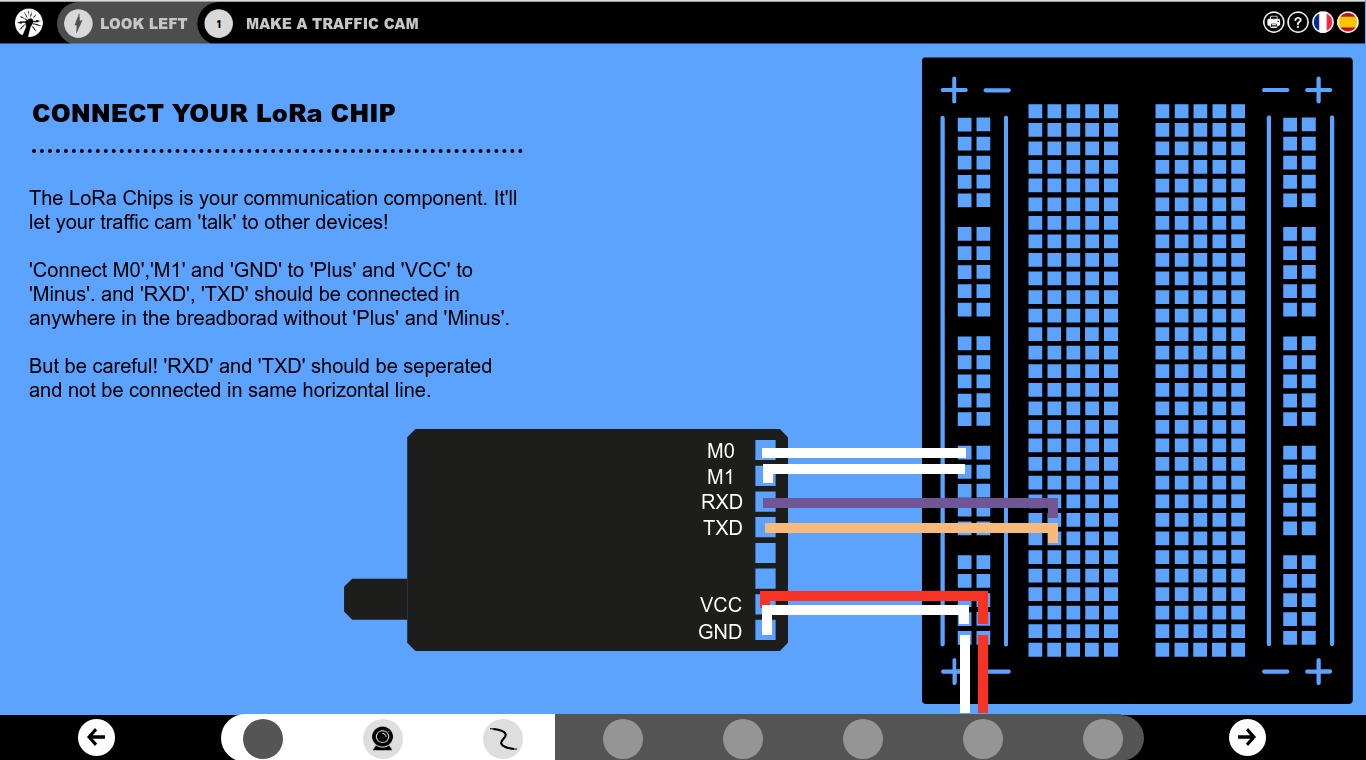 LOOK LEFT
1
MAKE A TRAFFIC CAM
?
CONNECT YOUR LoRa CHIP
The LoRa Chips is your communication component. It'll
let your traffic cam 'talk' to other devices!
'Connect M0','M1' and 'GND' to 'Plus' and 'VCC' to
'Minus'. and 'RXD', 'TXD' should be connected in
anywhere in the breadborad without 'Plus' and 'Minus'.
But be careful! 'RXD' and 'TXD' should be seperated
and not be connected in same horizontal line.
M0
M1
RXD
TXD
VCC
GND